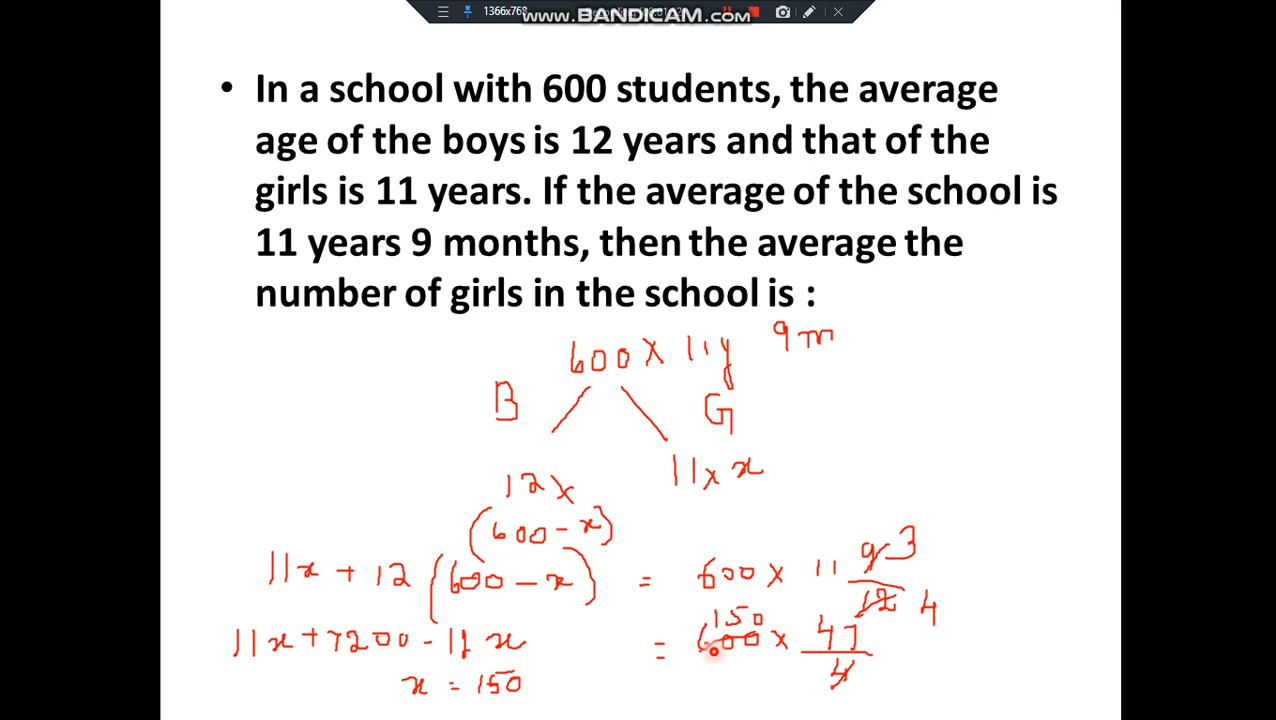 1366x768
www.BANDICAM.com
• In a school with 600 students, the average
age of the boys is 12 years and that of the
girls is 11 years. If the average of the school is
11 years 9 months, then the average the
number of girls in the school is :
600 X 11y 9m
B G
12 x 11 x x
(600 - x)
11x + 12 (600 - x) = 600 x 11 9 3
12 4
150
11x + 7200 - 12 x = 600 x 47
4
x = 150